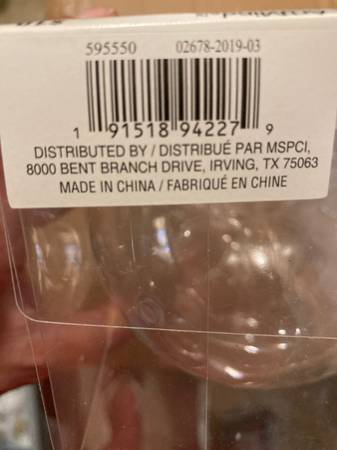 595550 02678-2019-03
1 91518 94227 9
DISTRIBUTED BY / DISTRIBUÉ PAR MSPCI,
8000 BENT BRANCH DRIVE, IRVING, TX 75063
MADE IN CHINA / FABRIQUÉ EN CHINE